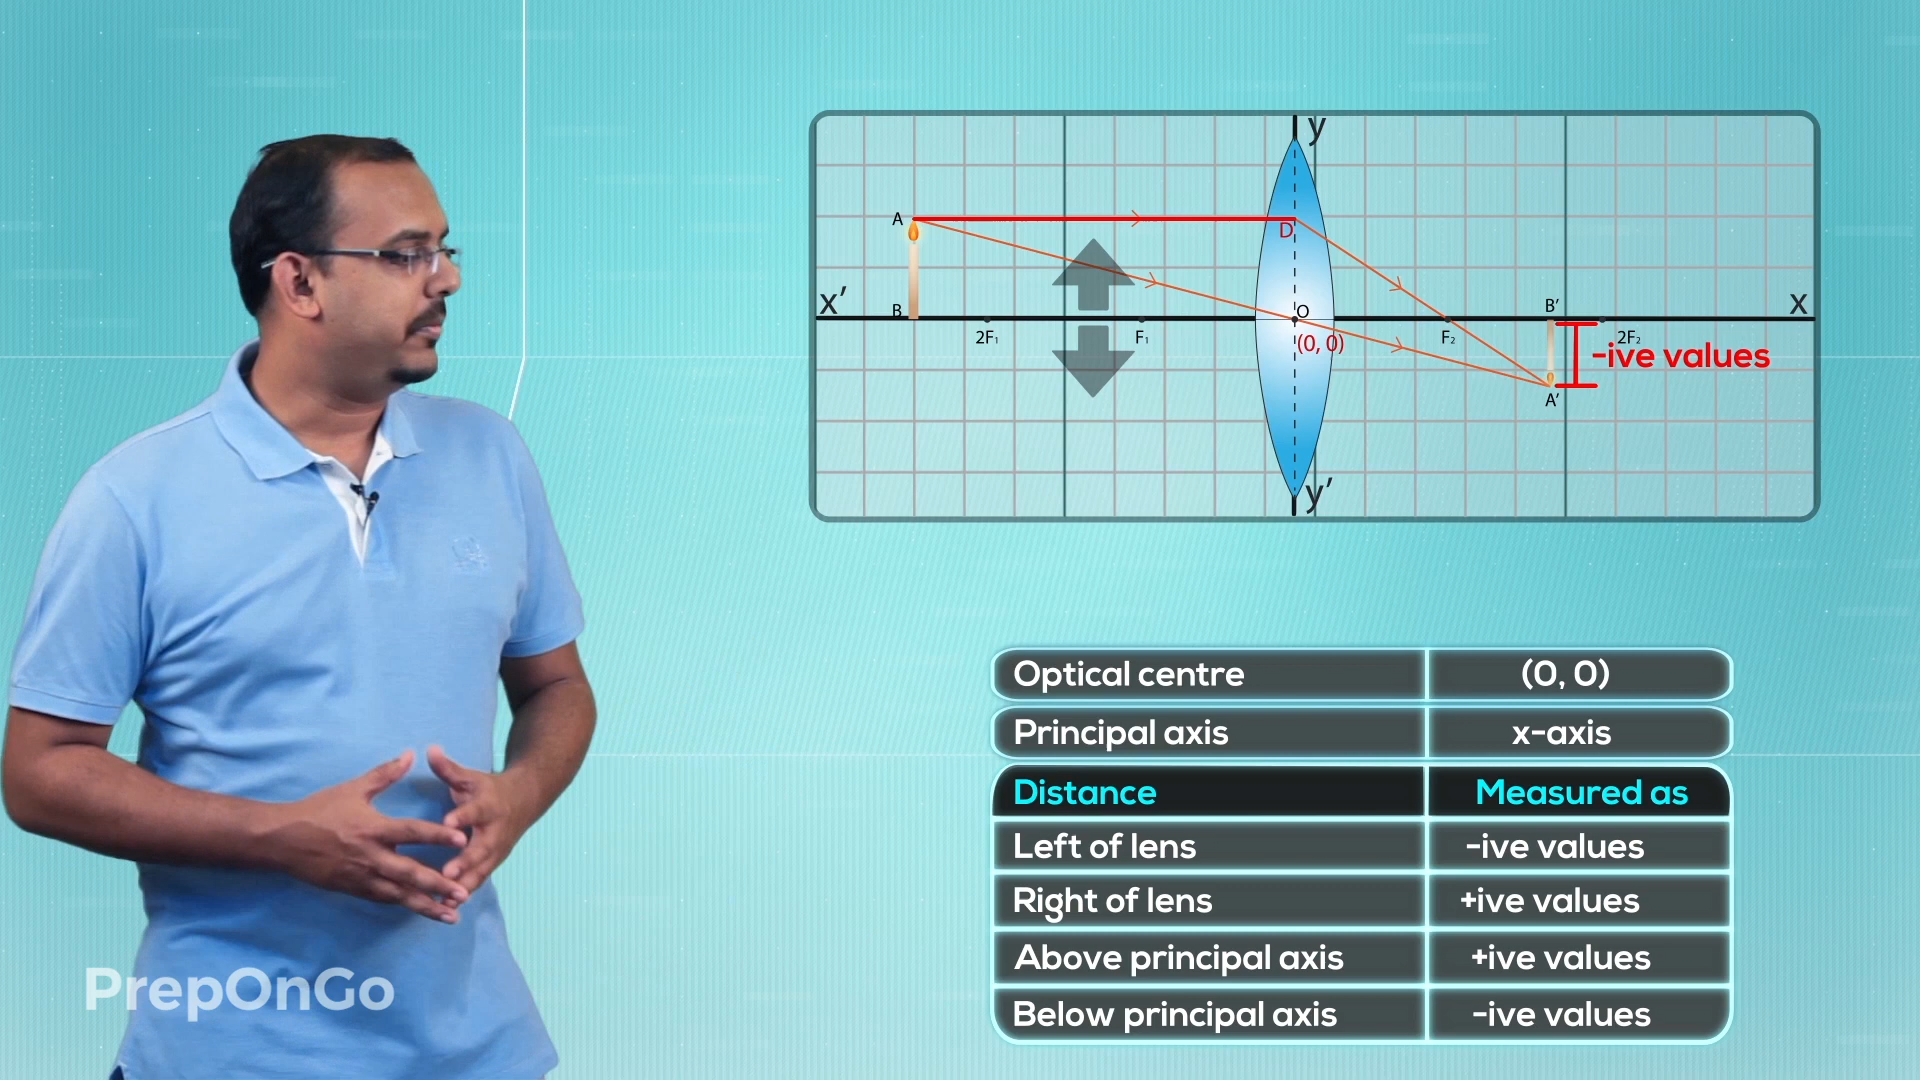 y
A
D
x'
B
O
B'
x
2F₁
F₁
(0, 0)
F₂
2F₂
-ive values
A'
y'
Optical centre (0, 0)
Principal axis x-axis
Distance Measured as
Left of lens -ive values
Right of lens +ive values
Above principal axis +ive values
Below principal axis -ive values
PrepOnGo